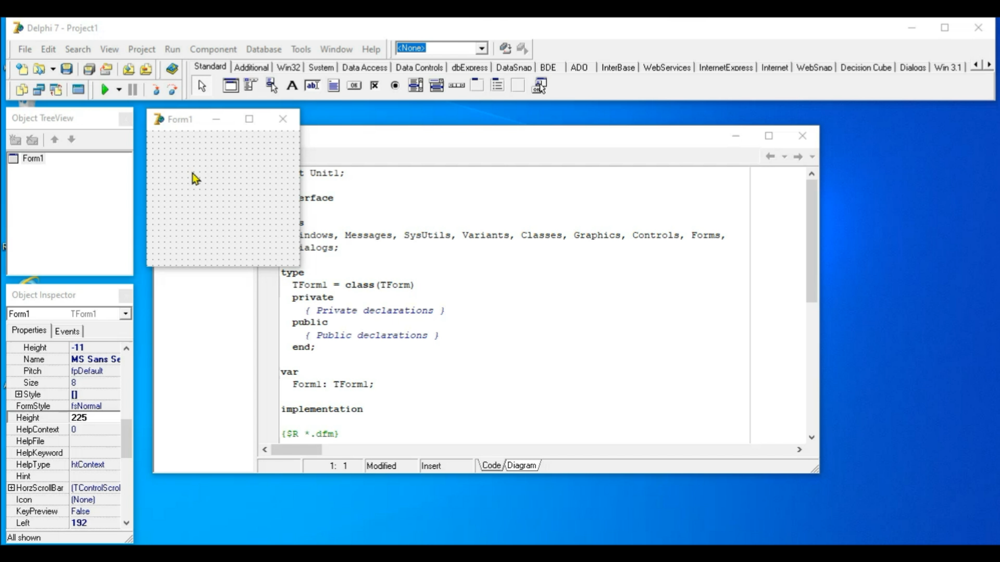 Delphi 7 - Project1
File Edit Search View Project Run Component Database Tools Window Help <None>
Standard Additional Win32 System Data Access Data Controls dbExpress DataSnap BDE ADO InterBase WebServices InternetExpress Internet WebSnap Decision Cube Dialogs Win 3.1
A ab OK
Object TreeView
Form1
Form1
t Unit1;
erface
s
indows, Messages, SysUtils, Variants, Classes, Graphics, Controls, Forms,
ialogs;
type
TForm1 = class(TForm)
private
{ Private declarations }
public
{ Public declarations }
end;
var
Form1: TForm1;
implementation
{$R *.dfm}
1: 1 Modified Insert Code Diagram
Object Inspector
Form1 TForm1
Properties Events
Height -11
Name MS Sans Se
Pitch fpDefault
Size 8
Style []
FormStyle fsNormal
Height 225
HelpContext 0
HelpFile
HelpKeyword
HelpType htContext
Hint
HorzScrollBar (TControlScrol
Icon (None)
KeyPreview False
Left 192
All shown